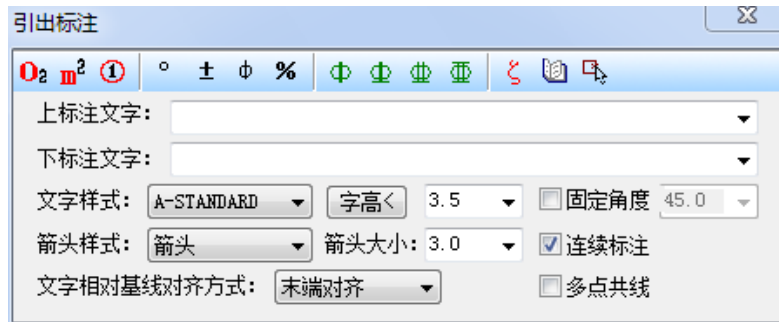 引出标注
O₂ m² ① ° ± φ %
上标注文字：
下标注文字：
文字样式： A-STANDARD 字高< 3.5 固定角度 45.0
箭头样式： 箭头 箭头大小： 3.0 连续标注
文字相对基线对齐方式： 末端对齐 多点共线